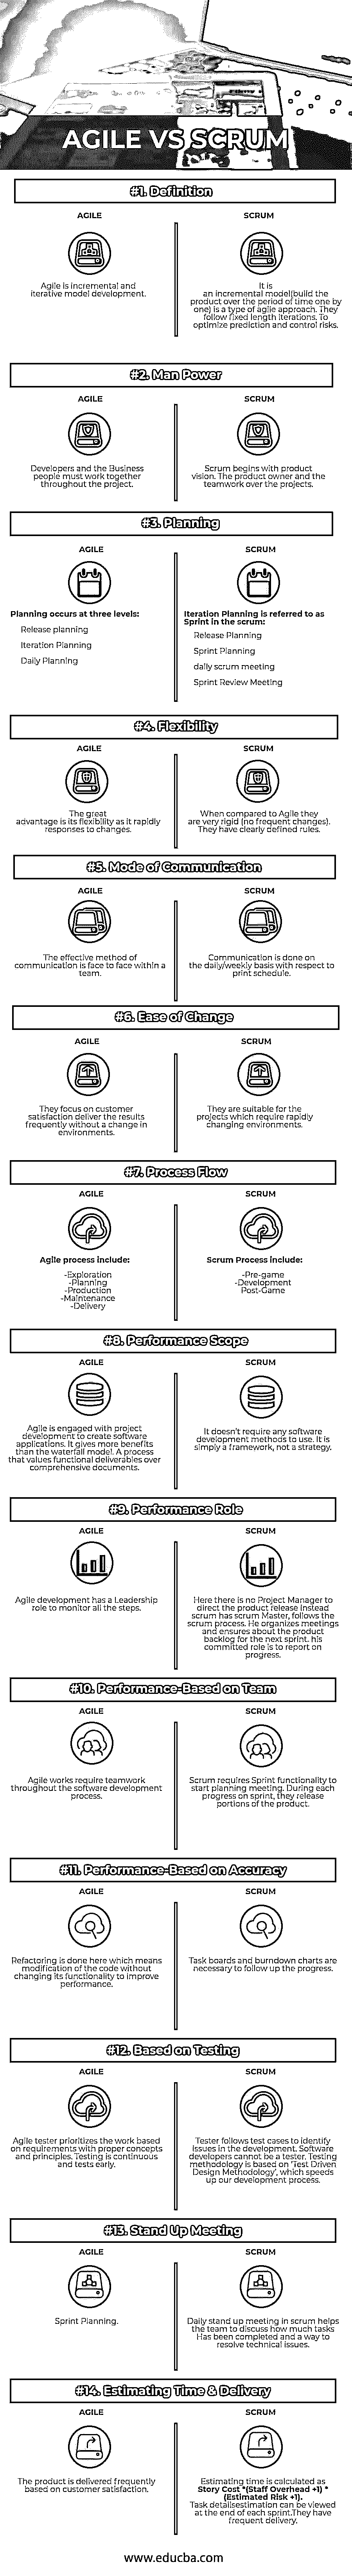 AGILE VS SCRUM
#1. Definition
AGILE
SCRUM
Agile is incremental and
iterative model development.
It is
an incremental model(build the
product over the period of time one by
one) is a type of agile approach. They
follow fixed length iterations. To
optimize prediction and control risks.
#2. Man Power
AGILE
SCRUM
Developers and the Business
people must work together
throughout the project.
Scrum begins with product
vision. The product owner and the
teamwork over the projects.
#3. Planning
AGILE
SCRUM
Planning occurs at three levels:
Release planning
Iteration Planning
Daily Planning
Iteration Planning is referred to as
Sprint in the scrum:
Release Planning
Sprint Planning
daily scrum meeting
Sprint Review Meeting
#4. Flexibility
AGILE
SCRUM
The great
advantage is its flexibility as it rapidly
responses to changes.
When compared to Agile they
are very rigid (no frequent changes).
They have clearly defined rules.
#5. Mode of Communication
AGILE
SCRUM
The effective method of
communication is face to face within a
team.
Communication is done on
the daily/weekly basis with respect to
print schedule.
#6. Ease of Change
AGILE
SCRUM
They focus on customer
satisfaction deliver the results
frequently without a change in
environments.
They are suitable for the
projects which require rapidly
changing environments.
#7. Process Flow
AGILE
SCRUM
Agile process include:
-Exploration
-Planning
-Production
-Maintenance
-Delivery
Scrum Process include:
-Pre-game
-Development
Post-Game
#8. Performance Scope
AGILE
SCRUM
Agile is engaged with project
development to create software
applications. It gives more benefits
than the waterfall model. A process
that values functional deliverables over
comprehensive documents.
It doesn't require any software
development methods to use. It is
simply a framework, not a strategy.
#9. Performance Role
AGILE
SCRUM
Agile development has a Leadership
role to monitor all the steps.
Here there is no Project Manager to
direct the product release instead
scrum has scrum Master, follows the
scrum process. He organizes meetings
and ensures about the product
backlog for the next sprint. his
committed role is to report on
progress.
#10. Performance-Based on Team
AGILE
SCRUM
Agile works require teamwork
throughout the software development
process.
Scrum requires Sprint functionality to
start planning meeting. During each
progress on sprint, they release
portions of the product.
#11. Performance-Based on Accuracy
AGILE
SCRUM
Refactoring is done here which means
modification of the code without
changing its functionality to improve
performance.
Task boards and burndown charts are
necessary to follow up the progress.
#12. Based on Testing
AGILE
SCRUM
Agile tester prioritizes the work based
on requirements with proper concepts
and principles. Testing is continuous
and tests early.
Tester follows test cases to identify
issues in the development. Software
developers cannot be a tester. Testing
methodology is based on 'Test Driven
Design Methodology', which speeds
up our development process.
#13. Stand Up Meeting
AGILE
SCRUM
Sprint Planning.
Daily stand up meeting in scrum helps
the team to discuss how much tasks
Has been completed and a way to
resolve technical issues.
#14. Estimating Time & Delivery
AGILE
SCRUM
The product is delivered frequently
based on customer satisfaction.
Estimating time is calculated as
Story Cost *(Staff Overhead +1) *
(Estimated Risk +1).
Task detailsestimation can be viewed
at the end of each sprint.They have
frequent delivery.
www.educba.com